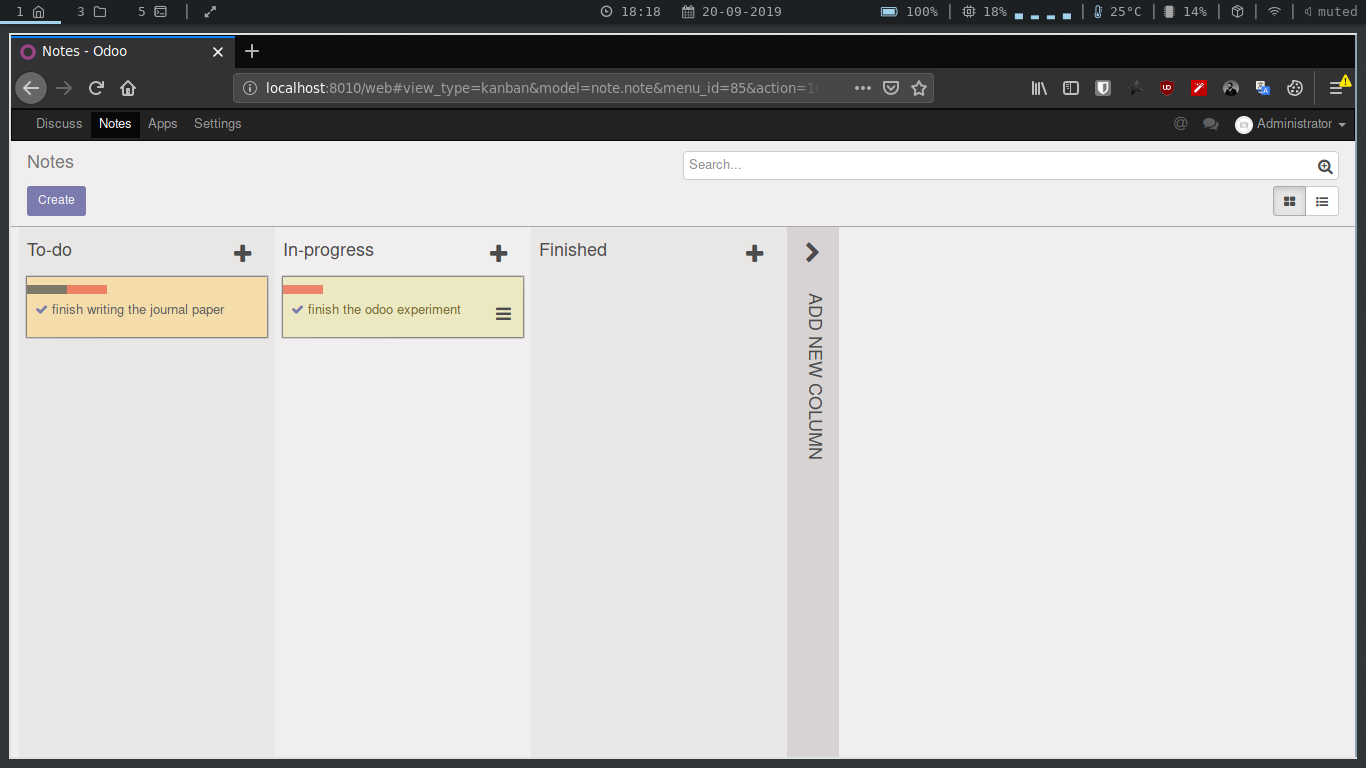 1 3 5 18:18 20-09-2019 100% 18% 25°C 14% muted
Notes - Odoo
localhost:8010/web#view_type=kanban&model=note.note&menu_id=85&action=1
Discuss Notes Apps Settings Administrator
Notes
Search...
Create
To-do In-progress Finished
finish writing the journal paper finish the odoo experiment
ADD NEW COLUMN